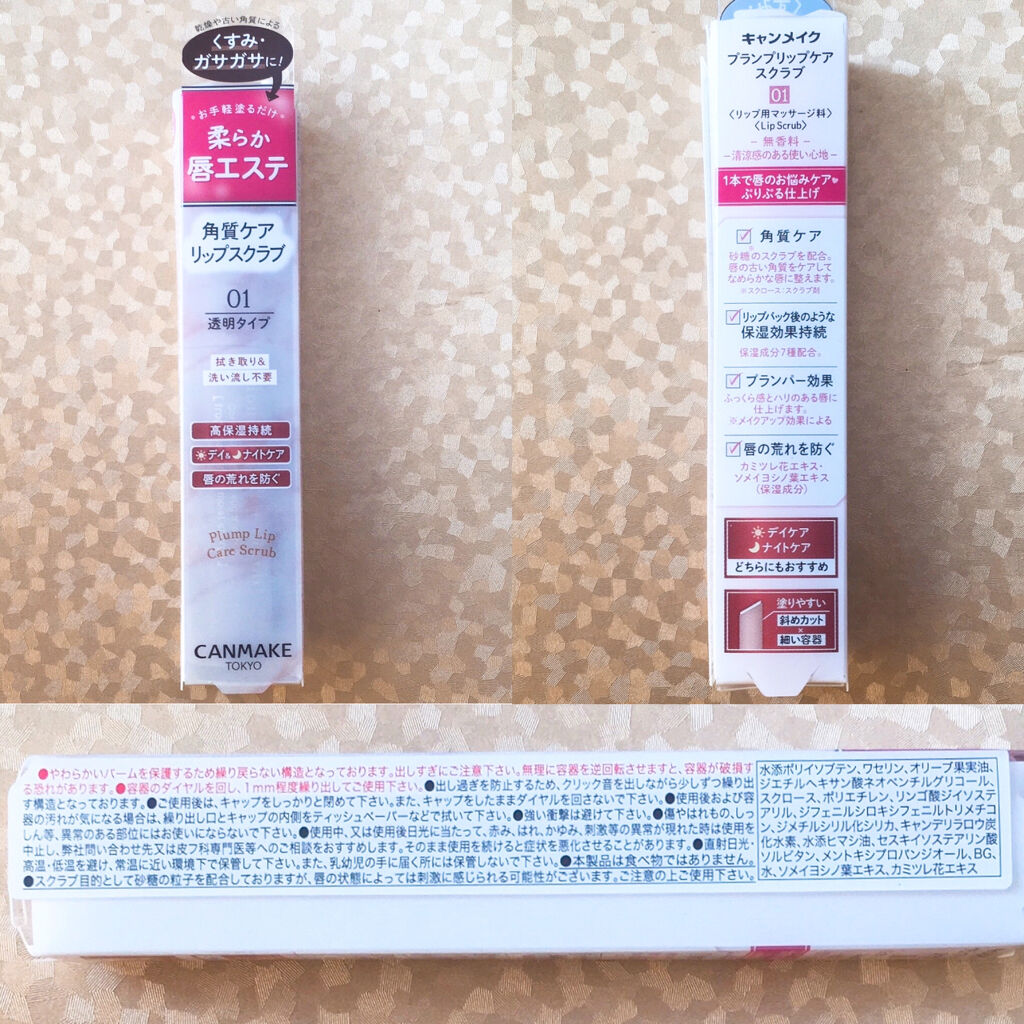 乾燥や古い角質による
くすみ・
ガサガサに!
お手軽塗るだけ
柔らか
唇エステ
角質ケア
リップスクラブ
01
透明タイプ
拭き取り&
洗い流し不要
高保湿持続
デイ&ナイトケア
唇の荒れを防ぐ
Plump Lip
Care Scrub
CANMAKE
TOKYO
キャンメイク
プランプリップケア
スクラブ
01
〈リップ用マッサージ料〉
〈Lip Scrub〉
- 無香料 -
-清涼感のある使い心地-
1本で唇のお悩みケア♥
ぷりぷる仕上げ
角質ケア
砂糖※のスクラブを配合。
唇の古い角質をケアして
なめらかな唇に整えます。
※スクロース:スクラブ剤
リップパック後のような
保湿効果持続
保湿成分7種配合。
プランパー効果
ふっくら感とハリのある唇に
仕上げます。
※メイクアップ効果による
唇の荒れを防ぐ
カミツレ花エキス・
ソメイヨシノ葉エキス
(保湿成分)
デイケア
ナイトケア
どちらにもおすすめ
塗りやすい
斜めカット
×
細い容器
●やわらかいバームを保護するため繰り戻らない構造となっております。出しすぎにご注意下さい。無理に容器を逆回転させますと、容器が破損す
る恐れがあります。●容器のダイヤルを回し、1mm程度繰り出してご使用下さい。●出し過ぎを防止するため、クリック音を出しながら少しずつ繰り出
す構造となっております。●ご使用後は、キャップをしっかりと閉めて下さい。また、キャップをしたままダイヤルを回さないで下さい。●使用後および容
器の汚れが気になる場合は、繰り出し口とキャップの内側をティッシュペーパーなどで拭いて下さい。●強い衝撃は避けて下さい。●傷やはれもの、しっ
しん等、異常のある部位にはお使いにならないで下さい。●使用中、又は使用後日光に当たって、赤み、はれ、かゆみ、刺激等の異常が現れた時は使用を
中止し、弊社問い合わせ先又は皮フ科専門医等へのご相談をおすすめします。そのまま使用を続けると症状を悪化させることがあります。●直射日光・
高温・低温を避け、常温に近い環境下で保管して下さい。また、乳幼児の手に届く所には保管しないで下さい。●本製品は食べ物ではありません。
●スクラブ目的として砂糖の粒子を配合しておりますが、唇の状態によっては刺激に感じられる可能性がございます。ご注意の上ご使用下さい。
水添ポリイソブテン、ワセリン、オリーブ果実油、
ジエチルヘキサン酸ネオペンチルグリコール、
スクロース、ポリエチレン、リンゴ酸ジイソステ
アリル、ジフェニルシロキシフェニルトリメチコ
ン、ジメチルシリル化シリカ、キャンデリラロウ炭
化水素、水添ヒマシ油、セスキイソステアリン酸
ソルビタン、メントキシプロパンジオール、BG、
水、ソメイヨシノ葉エキス、カミツレ花エキス